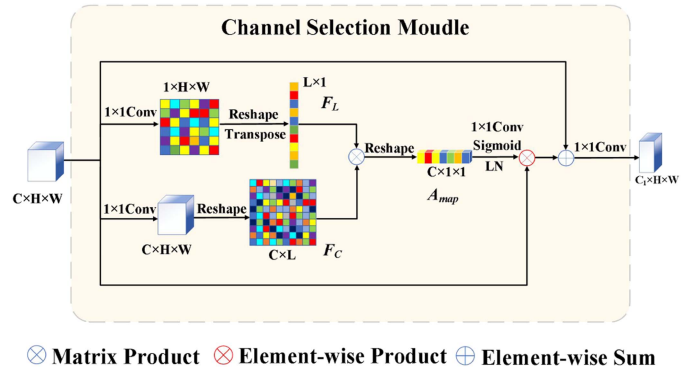 Channel Selection Moudle
1×H×W
L×1
1×1Conv
Reshape
Transpose
F_L
1×1Conv
Reshape
Sigmoid
LN
1×1Conv
C×1×1
A_map
C×H×W
C₁×H×W
1×1Conv
Reshape
C×H×W
C×L
F_C
Matrix Product
Element-wise Product
Element-wise Sum